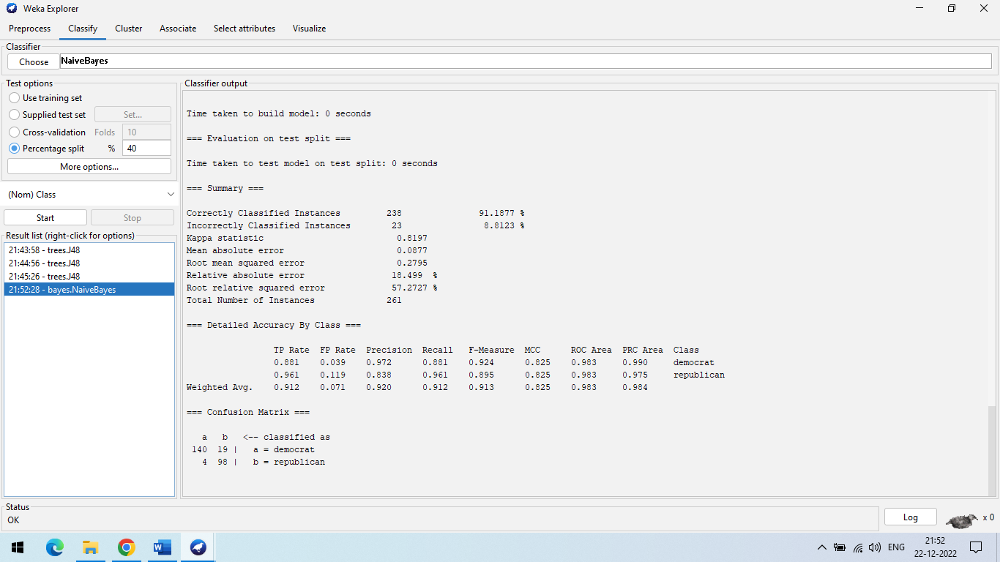 Weka Explorer
Preprocess Classify Cluster Associate Select attributes Visualize
Classifier
Choose NaiveBayes
Test options
Use training set
Supplied test set Set...
Cross-validation Folds 10
Percentage split % 40
More options...
(Nom) Class
Start Stop
Result list (right-click for options)
21:43:58 - trees.J48
21:44:56 - trees.J48
21:45:26 - trees.J48
21:52:28 - bayes.NaiveBayes
Classifier output
Time taken to build model: 0 seconds
=== Evaluation on test split ===
Time taken to test model on test split: 0 seconds
=== Summary ===
Correctly Classified Instances 238 91.1877 %
Incorrectly Classified Instances 23 8.8123 %
Kappa statistic 0.8197
Mean absolute error 0.0877
Root mean squared error 0.2795
Relative absolute error 18.499 %
Root relative squared error 57.2727 %
Total Number of Instances 261
=== Detailed Accuracy By Class ===
TP Rate FP Rate Precision Recall F-Measure MCC ROC Area PRC Area Class
0.881 0.039 0.972 0.881 0.924 0.825 0.983 0.990 democrat
0.961 0.119 0.838 0.961 0.895 0.825 0.983 0.975 republican
Weighted Avg. 0.912 0.071 0.920 0.912 0.913 0.825 0.983 0.984
=== Confusion Matrix ===
a b <-- classified as
140 19 | a = democrat
4 98 | b = republican
Status
OK
Log
x 0
W
ENG
21:52
22-12-2022